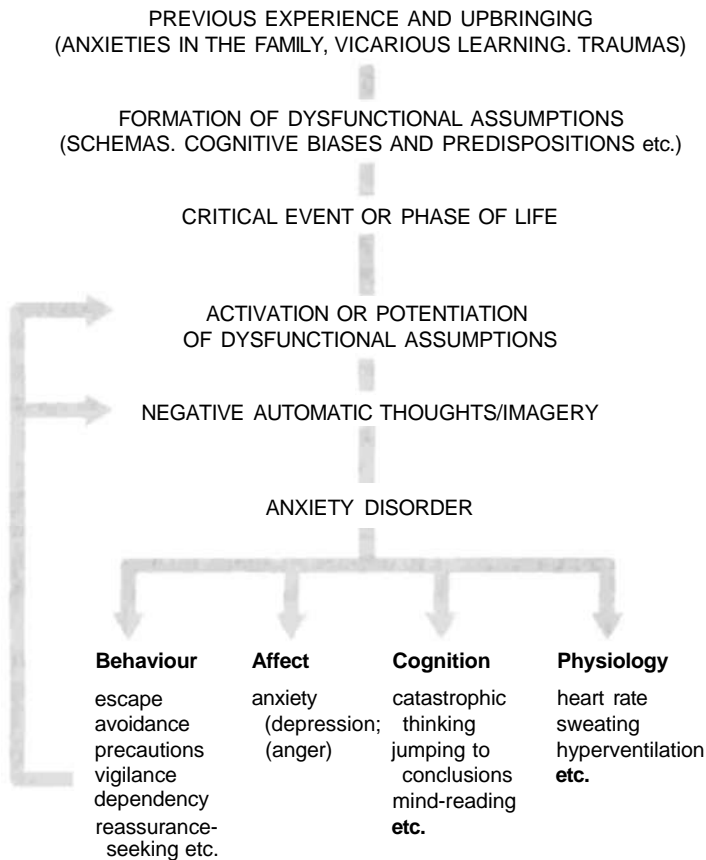 PREVIOUS EXPERIENCE AND UPBRINGING
(ANXIETIES IN THE FAMILY, VICARIOUS LEARNING. TRAUMAS)
FORMATION OF DYSFUNCTIONAL ASSUMPTIONS
(SCHEMAS. COGNITIVE BIASES AND PREDISPOSITIONS etc.)
CRITICAL EVENT OR PHASE OF LIFE
ACTIVATION OR POTENTIATION
OF DYSFUNCTIONAL ASSUMPTIONS
NEGATIVE AUTOMATIC THOUGHTS/IMAGERY
ANXIETY DISORDER
Behaviour
escape
avoidance
precautions
vigilance
dependency
reassurance-
seeking etc.
Affect
anxiety
(depression;
(anger)
Cognition
catastrophic
thinking
jumping to
conclusions
mind-reading
etc.
Physiology
heart rate
sweating
hyperventilation
etc.